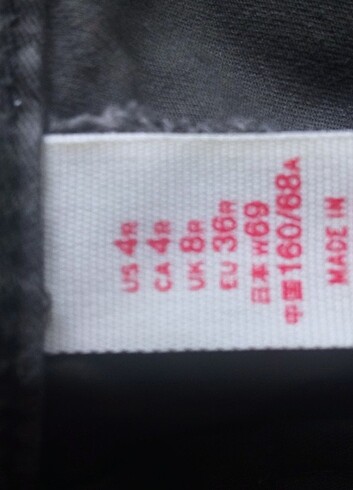 US 4R
CA 4R
UK 8R
EU 36R
日本 W69
中国 160/68A
MADE IN